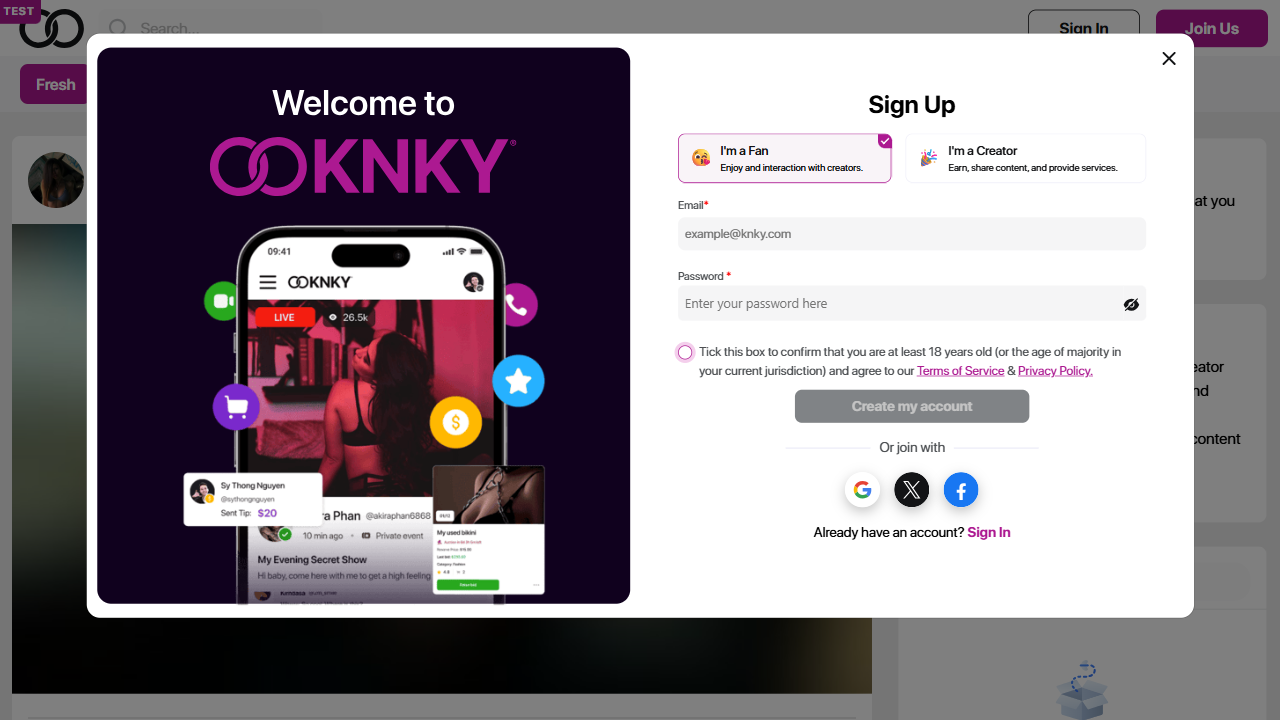 TEST
Search...
Sign In
Join Us
Fresh
at you
eator
nd
content
Welcome to
KNKY
09:41
KNKY
LIVE
26.5k
Sy Thong Nguyen
@sythongnguyen
Sent Tip: $20
ra Phan @akiraphan6868
10 min ago • Private event
My Evening Secret Show
Hi baby, come here with me to get a high feeling
My used bikini
Sign Up
I'm a Fan
Enjoy and interaction with creators.
I'm a Creator
Earn, share content, and provide services.
Email*
example@knky.com
Password *
Enter your password here
Tick this box to confirm that you are at least 18 years old (or the age of majority in
your current jurisdiction) and agree to our Terms of Service & Privacy Policy.
Create my account
Or join with
Already have an account? Sign In